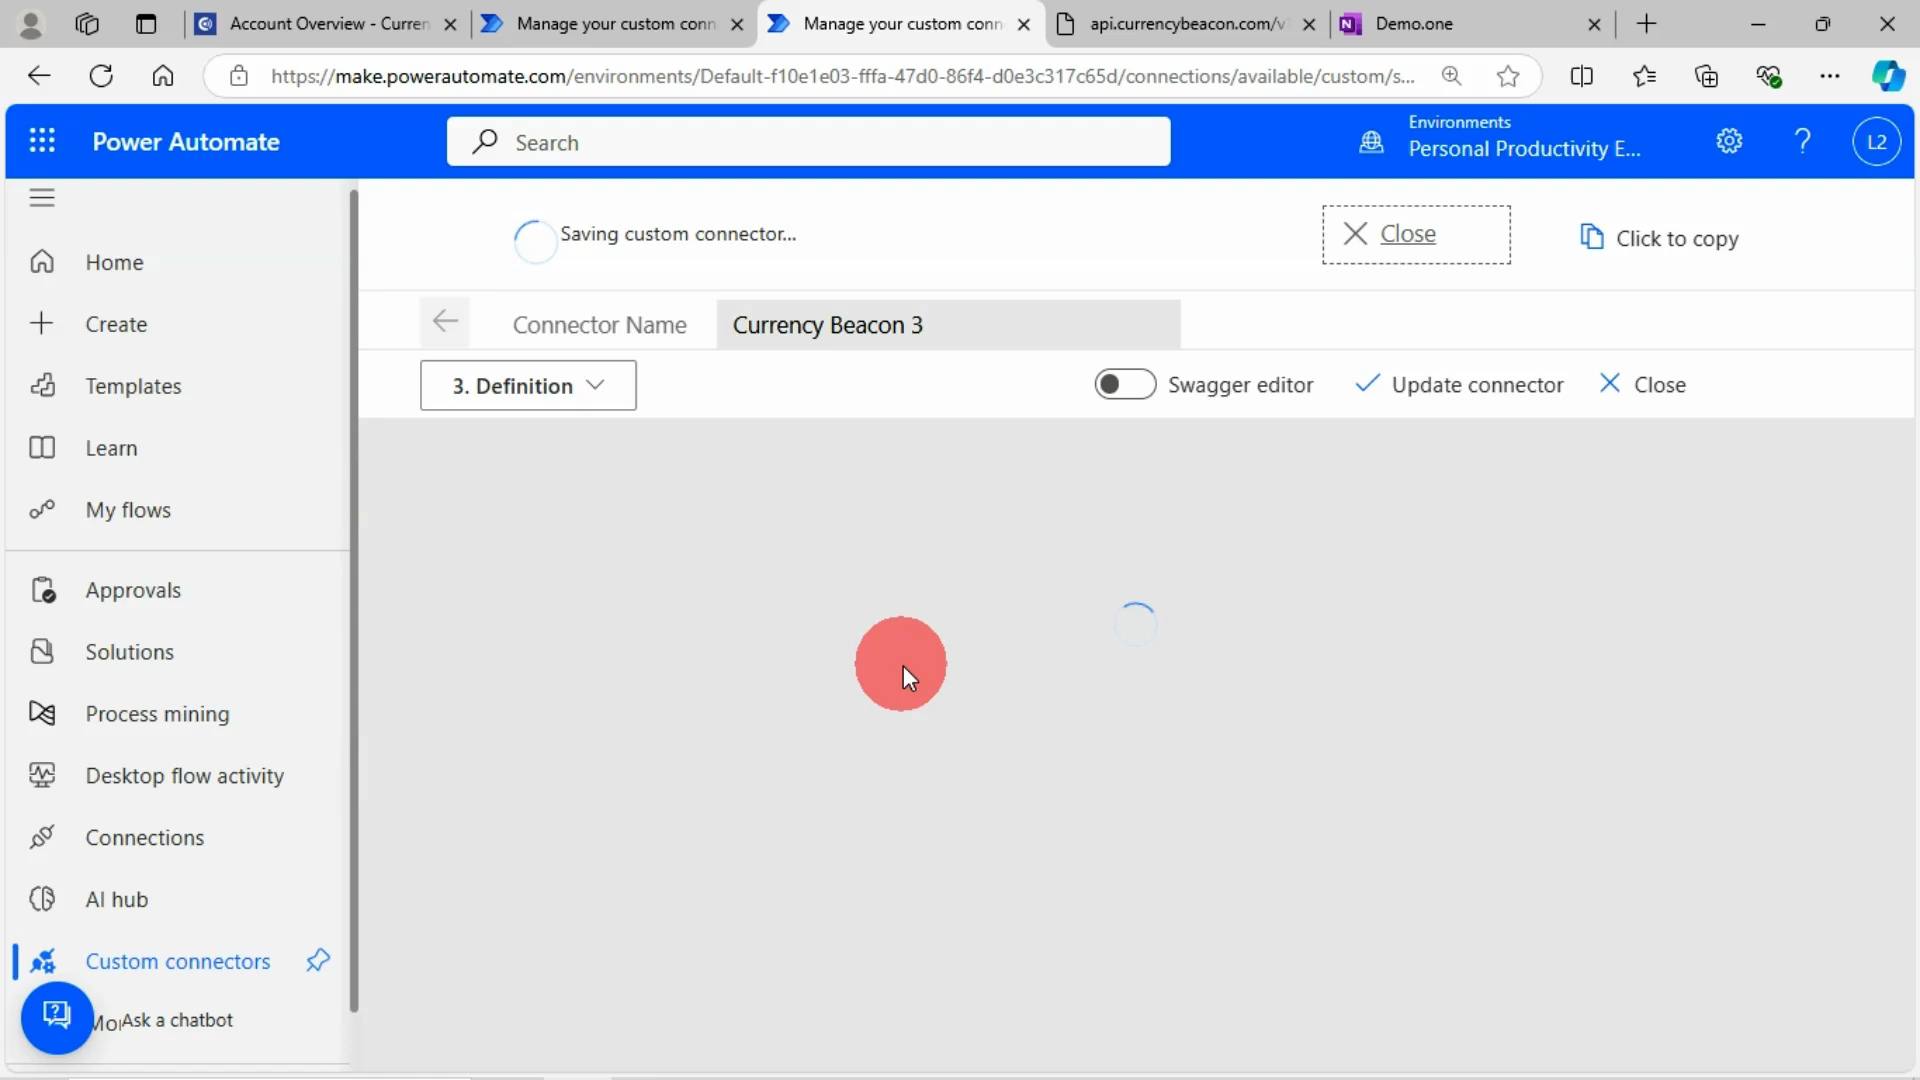 Account Overview - Curren
Manage your custom conn
Manage your custom conn
api.currencybeacon.com/v
Demo.one
https://make.powerautomate.com/environments/Default-f10e1e03-fffa-47d0-86f4-d0e3c317c65d/connections/available/custom/s...
Power Automate
Search
Environments
Personal Productivity E...
L2
Saving custom connector...
Close
Click to copy
Home
Create
Connector Name
Currency Beacon 3
Templates
3. Definition
Swagger editor
Update connector
Close
Learn
My flows
Approvals
Solutions
Process mining
Desktop flow activity
Connections
AI hub
Custom connectors
Mor
Ask a chatbot